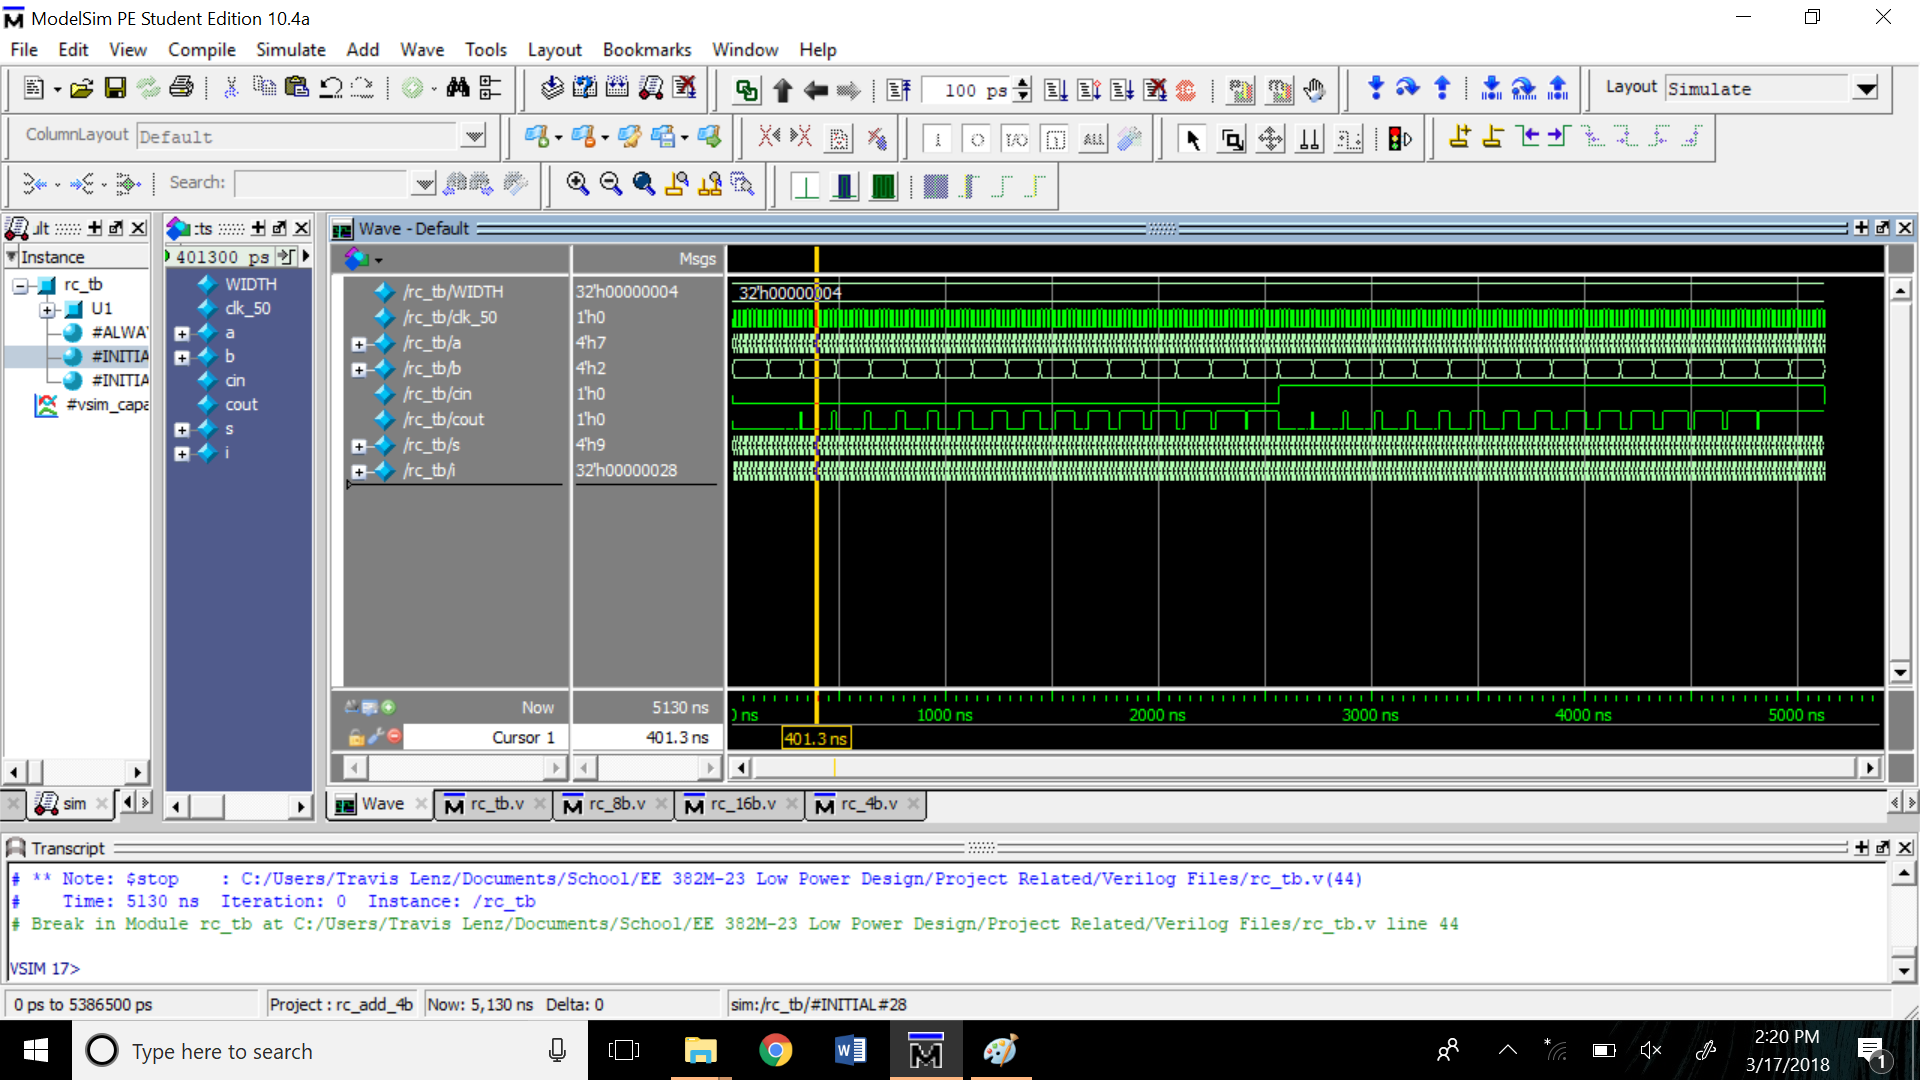 ModelSim PE Student Edition 10.4a
File Edit View Compile Simulate Add Wave Tools Layout Bookmarks Window Help
100 ps
Layout Simulate
ColumnLayout Default
ALL
Search:
Wave - Default
401300 ps
Instance
Msgs
rc_tb
U1
#ALWA
#INITIA
#INITIA
#vsim_capa
WIDTH
clk_50
a
b
cin
cout
s
i
/rc_tb/WIDTH 32'h00000004 32'h00000004
/rc_tb/clk_50 1'h0
/rc_tb/a 4'h7
/rc_tb/b 4'h2
/rc_tb/cin 1'h0
/rc_tb/cout 1'h0
/rc_tb/s 4'h9
/rc_tb/i 32'h00000028
Now 5130 ns
ns 1000 ns 2000 ns 3000 ns 4000 ns 5000 ns
Cursor 1 401.3 ns 401.3 ns
sim
Wave rc_tb.v rc_8b.v rc_16b.v rc_4b.v
Transcript
# ** Note: $stop    : C:/Users/Travis Lenz/Documents/School/EE 382M-23 Low Power Design/Project Related/Verilog Files/rc_tb.v(44)
#    Time: 5130 ns  Iteration: 0  Instance: /rc_tb
# Break in Module rc_tb at C:/Users/Travis Lenz/Documents/School/EE 382M-23 Low Power Design/Project Related/Verilog Files/rc_tb.v line 44
VSIM 17>
0 ps to 5386500 ps Project : rc_add_4b Now: 5,130 ns Delta: 0 sim:/rc_tb/#INITIAL#28
Type here to search
2:20 PM
3/17/2018
1